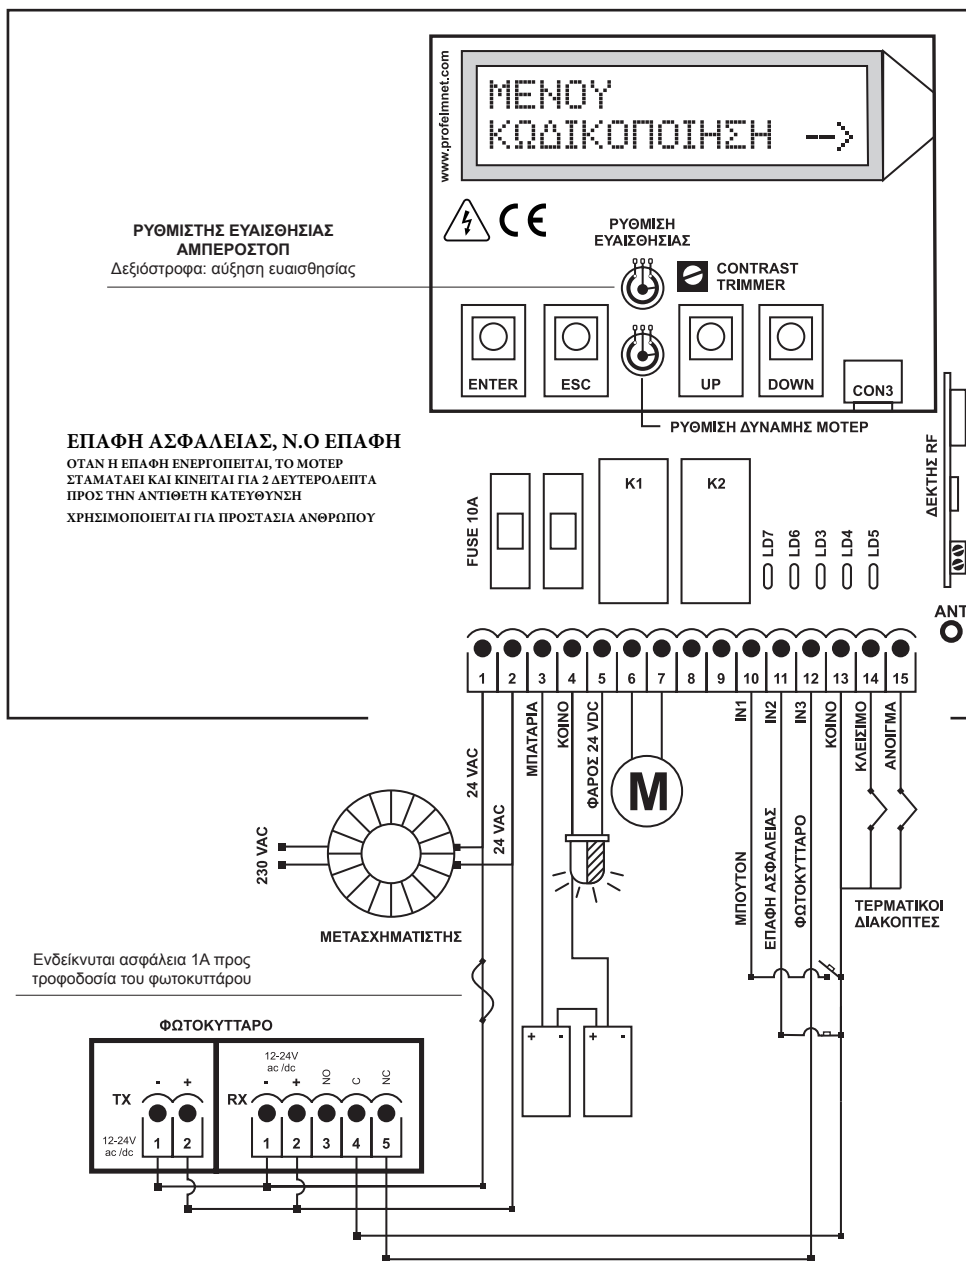 www.profelmnet.com
ΜΕΝΟΥ
ΚΩΔΙΚΟΠΟΙΗΣΗ -->
CE
ΡΥΘΜΙΣΤΗΣ ΕΥΑΙΣΘΗΣΙΑΣ
ΑΜΠΕΡΟΣΤΟΠ
Δεξιόστροφα: αύξηση ευαισθησίας
ΡΥΘΜΙΣΗ
ΕΥΑΙΣΘΗΣΙΑΣ
CONTRAST
TRIMMER
ENTER
ESC
UP
DOWN
CON3
ΡΥΘΜΙΣΗ ΔΥΝΑΜΗΣ ΜΟΤΕΡ
ΕΠΑΦΗ ΑΣΦΑΛΕΙΑΣ, Ν.Ο ΕΠΑΦΗ
ΟΤΑΝ Η ΕΠΑΦΗ ΕΝΕΡΓΟΠΕΙΤΑΙ, ΤΟ ΜΟΤΕΡ
ΣΤΑΜΑΤΑΕΙ ΚΑΙ ΚΙΝΕΙΤΑΙ ΓΙΑ 2 ΔΕΥΤΕΡΟΛΕΠΤΑ
ΠΡΟΣ ΤΗΝ ΑΝΤΙΘΕΤΗ ΚΑΤΕΥΘΥΝΣΗ
ΧΡΗΣΙΜΟΠΟΙΕΙΤΑΙ ΓΙΑ ΠΡΟΣΤΑΣΙΑ ΑΝΘΡΩΠΟΥ
FUSE 10A
K1
K2
LD7
LD6
LD3
LD4
LD5
ΔΕΚΤΗΣ RF
ANT
1 2 3 4 5 6 7 8 9 10 11 12 13 14 15
24 VAC
24 VAC
ΜΠΑΤΑΡΙΑ
ΚΟΙΝΟ
ΦΑΡΟΣ 24 VDC
M
IN1
IN2
IN3
ΚΟΙΝΟ
ΚΛΕΙΣΙΜΟ
ΑΝΟΙΓΜΑ
ΜΠΟΥΤΟΝ
ΕΠΑΦΗ ΑΣΦΑΛΕΙΑΣ
ΦΩΤΟΚΥΤΤΑΡΟ
230 VAC
ΜΕΤΑΣΧΗΜΑΤΙΣΤΗΣ
ΤΕΡΜΑΤΙΚΟΙ
ΔΙΑΚΟΠΤΕΣ
Ενδείκνυται ασφάλεια 1Α προς
τροφοδοσία του φωτοκυττάρου
ΦΩΤΟΚΥΤΤΑΡΟ
TX
- +
1 2
12-24V
ac /dc
RX
12-24V
ac /dc
- + NO C NC
1 2 3 4 5
+ - + -